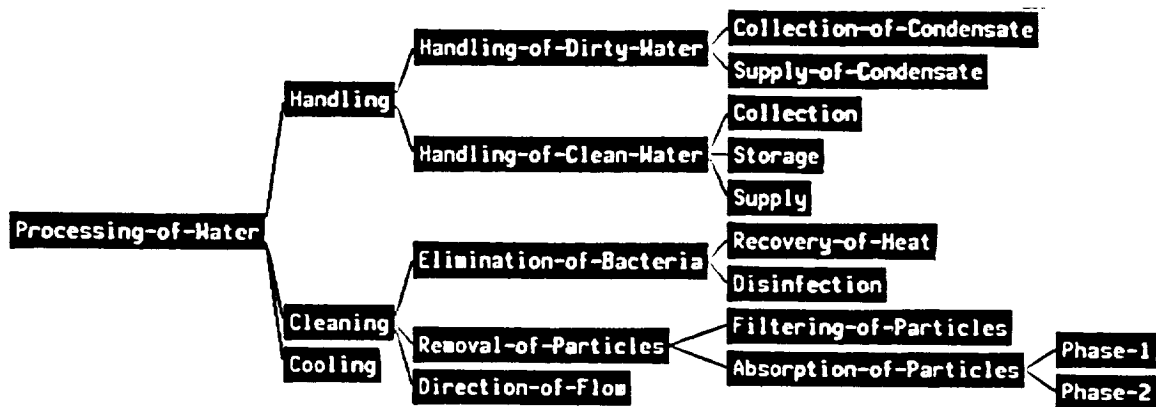 Collection-of-Condensate
Handling-of-Dirty-Water
Supply-of-Condensate
Handling
Collection
Handling-of-Clean-Water
Storage
Supply
Processing-of-Water
Recovery-of-Heat
Elimination-of-Bacteria
Disinfection
Cleaning
Filtering-of-Particles
Removal-of-Particles
Phase-1
Cooling
Absorption-of-Particles
Direction-of-Flow
Phase-2